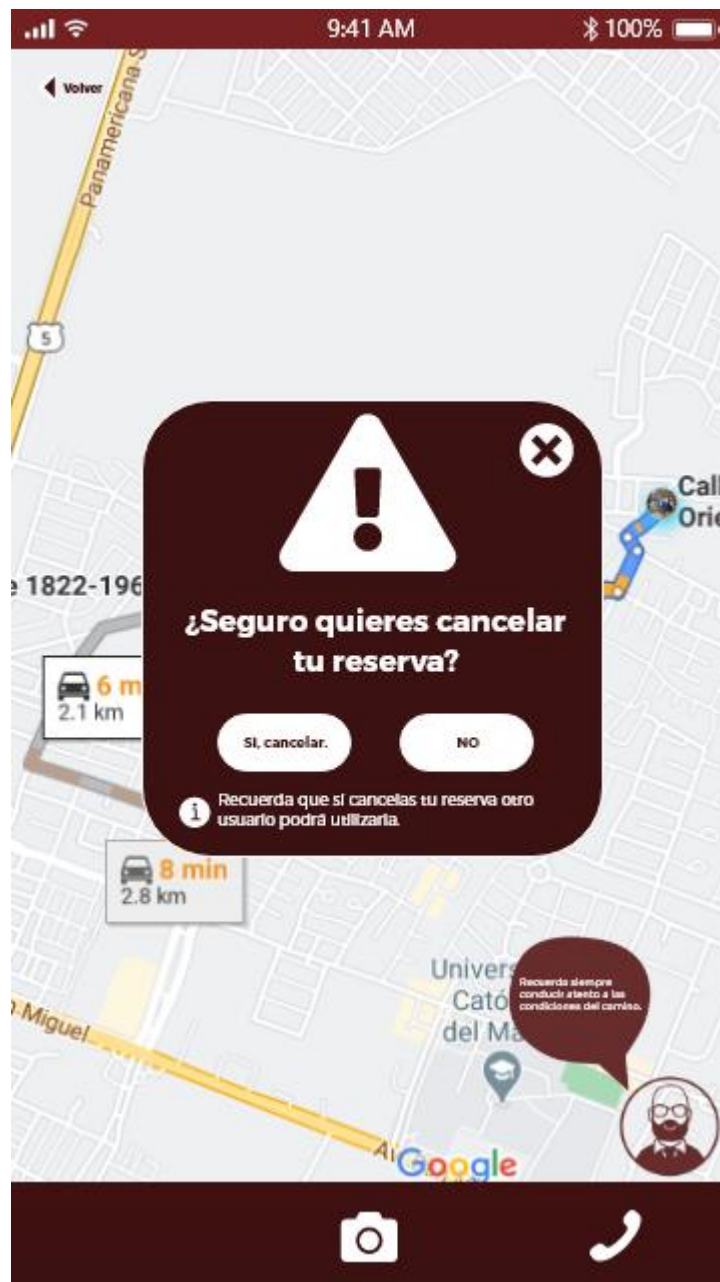 9:41 AM
100%
Volver
Panamericana S
5
Call
Orie
e 1822-196
¿Seguro quieres cancelar
tu reserva?
6 m
2.1 km
SI, cancelar.
NO
i
Recuerda que si cancelas tu reserva otro
usuario podrá utilizarla.
8 min
2.8 km
Univers
Cató
del Ma
Recuerda siempre
conducir atento a las
condiciones del camino.
Miguel
Google